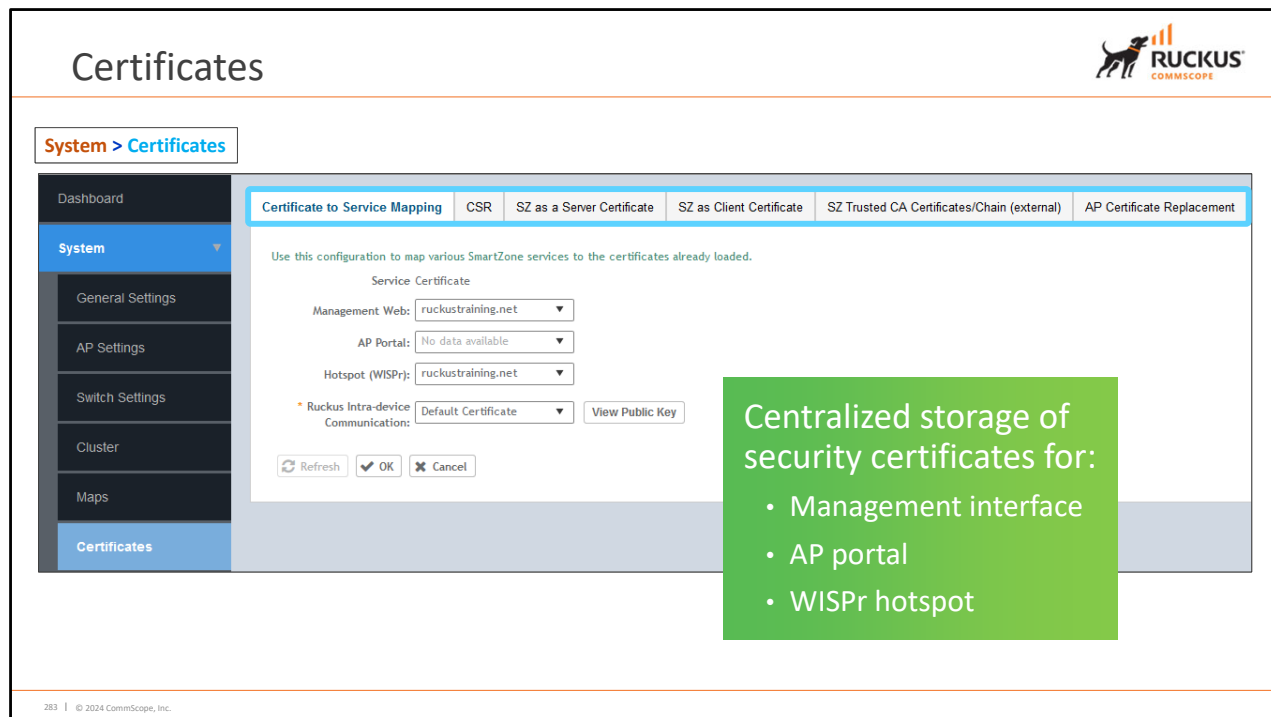 Certificates
RUCKUS
COMMSCOPE
System > Certificates
Dashboard
System
General Settings
AP Settings
Switch Settings
Cluster
Maps
Certificates
Certificate to Service Mapping CSR SZ as a Server Certificate SZ as Client Certificate SZ Trusted CA Certificates/Chain (external) AP Certificate Replacement
Use this configuration to map various SmartZone services to the certificates already loaded.
Service Certificate
Management Web: ruckustraining.net
AP Portal: No data available
Hotspot (WISPr): ruckustraining.net
* Ruckus Intra-device
Communication: Default Certificate View Public Key
Refresh OK Cancel
Centralized storage of
security certificates for:
• Management interface
• AP portal
• WISPr hotspot
283 | © 2024 CommScope, Inc.